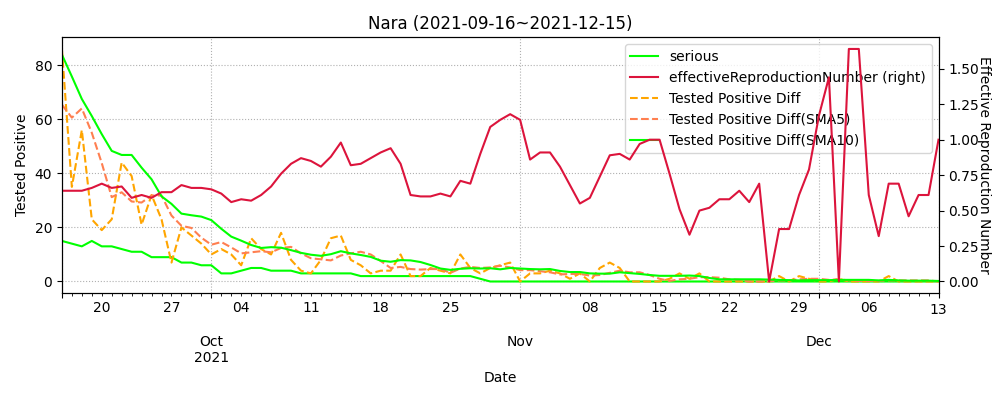 Nara (2021-09-16~2021-12-15)
serious
effectiveReproductionNumber (right)
Tested Positive Diff
Tested Positive Diff(SMA5)
Tested Positive Diff(SMA10)
Tested Positive
80
60
40
20
0
1.50
1.25
1.00
0.75
0.50
0.25
0.00
Effective Reproduction Number
20 27 04 11 18 25 08 15 22 29 06 13
Oct Nov Dec
2021
Date